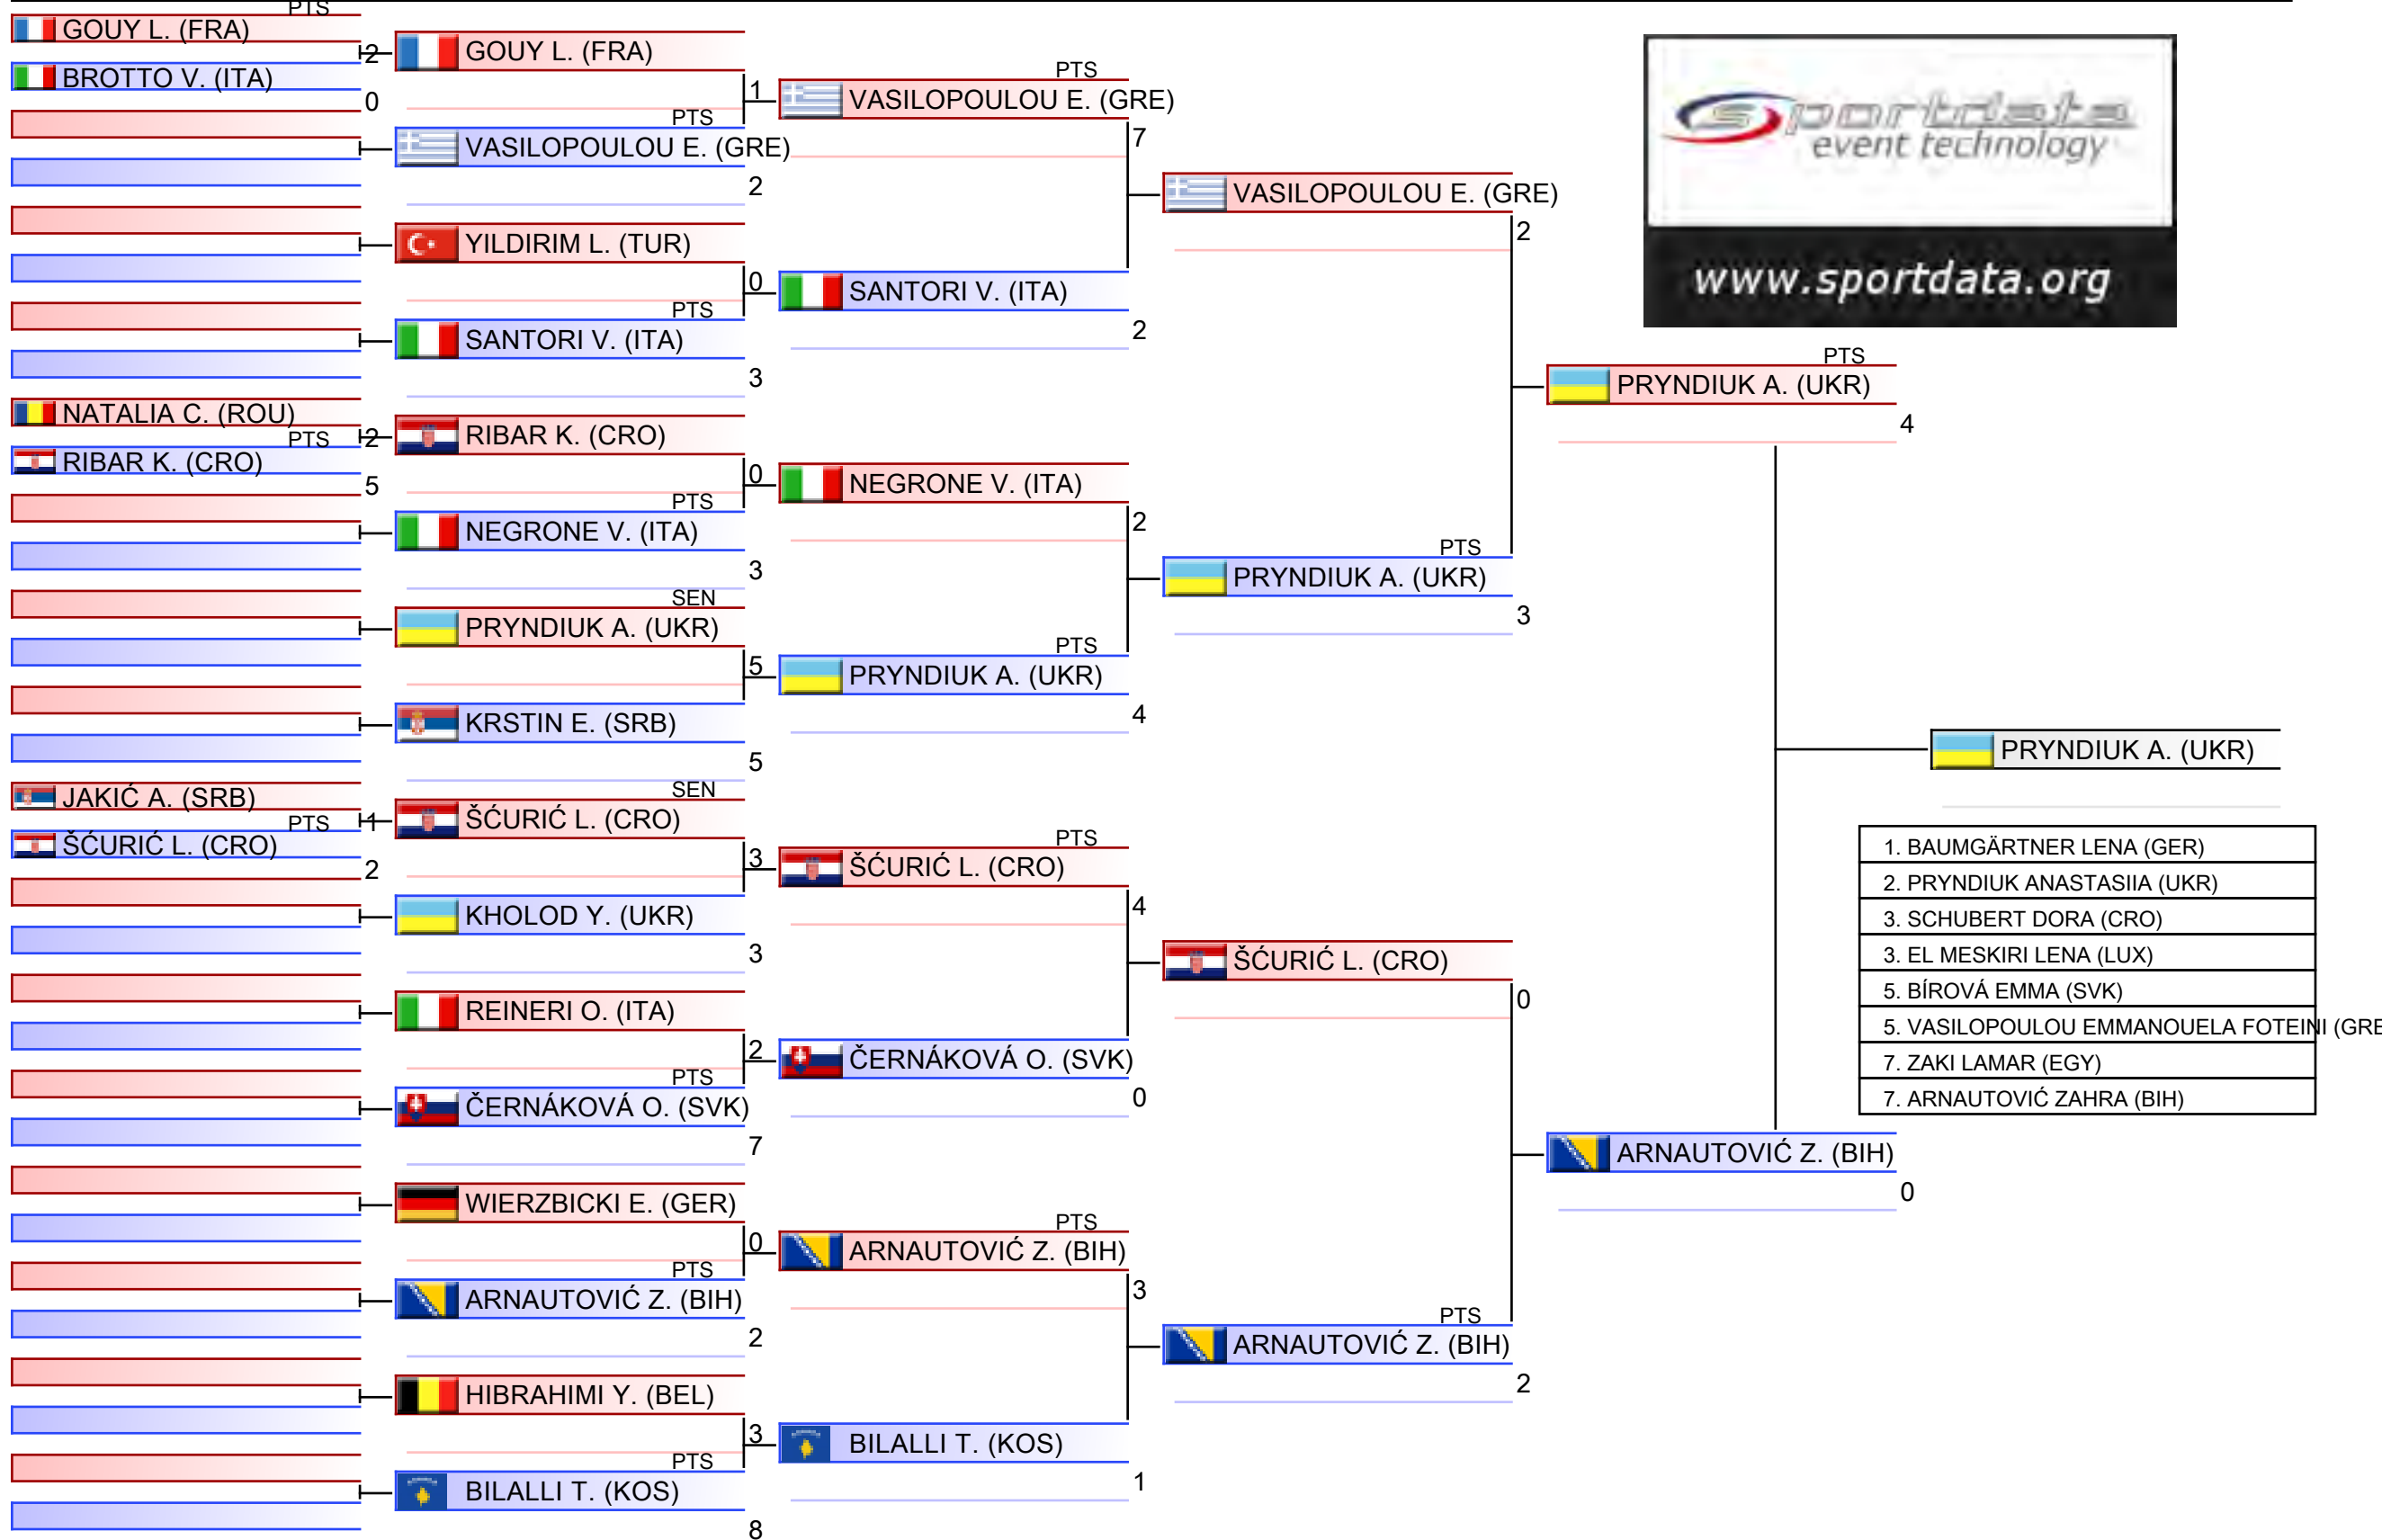 PTS
GOUY L. (FRA)
2
BROTTO V. (ITA)
0
NATALIA C. (ROU)
2
PTS
RIBAR K. (CRO)
5
JAKIĆ A. (SRB)
1
PTS
ŠĆURIĆ L. (CRO)
2
GOUY L. (FRA)
1
PTS
VASILOPOULOU E. (GRE)
2
YILDIRIM L. (TUR)
0
PTS
SANTORI V. (ITA)
3
RIBAR K. (CRO)
0
PTS
NEGRONE V. (ITA)
3
SEN
PRYNDIUK A. (UKR)
5
KRSTIN E. (SRB)
5
SEN
ŠĆURIĆ L. (CRO)
3
KHOLOD Y. (UKR)
3
REINERI O. (ITA)
2
PTS
ČERNÁKOVÁ O. (SVK)
7
WIERZBICKI E. (GER)
0
PTS
ARNAUTOVIĆ Z. (BIH)
2
HIBRAHIMI Y. (BEL)
3
PTS
BILALLI T. (KOS)
8
PTS
VASILOPOULOU E. (GRE)
7
SANTORI V. (ITA)
2
NEGRONE V. (ITA)
2
PTS
PRYNDIUK A. (UKR)
4
PTS
ŠĆURIĆ L. (CRO)
4
ČERNÁKOVÁ O. (SVK)
0
PTS
ARNAUTOVIĆ Z. (BIH)
3
BILALLI T. (KOS)
1
VASILOPOULOU E. (GRE)
2
PTS
PRYNDIUK A. (UKR)
3
ŠĆURIĆ L. (CRO)
0
PTS
ARNAUTOVIĆ Z. (BIH)
2
PTS
PRYNDIUK A. (UKR)
4
ARNAUTOVIĆ Z. (BIH)
0
PRYNDIUK A. (UKR)
sportdata
event technology
www.sportdata.org
1. BAUMGÄRTNER LENA (GER)
2. PRYNDIUK ANASTASIIA (UKR)
3. SCHUBERT DORA (CRO)
3. EL MESKIRI LENA (LUX)
5. BÍROVÁ EMMA (SVK)
5. VASILOPOULOU EMMANOUELA FOTEINI (GRE
7. ZAKI LAMAR (EGY)
7. ARNAUTOVIĆ ZAHRA (BIH)